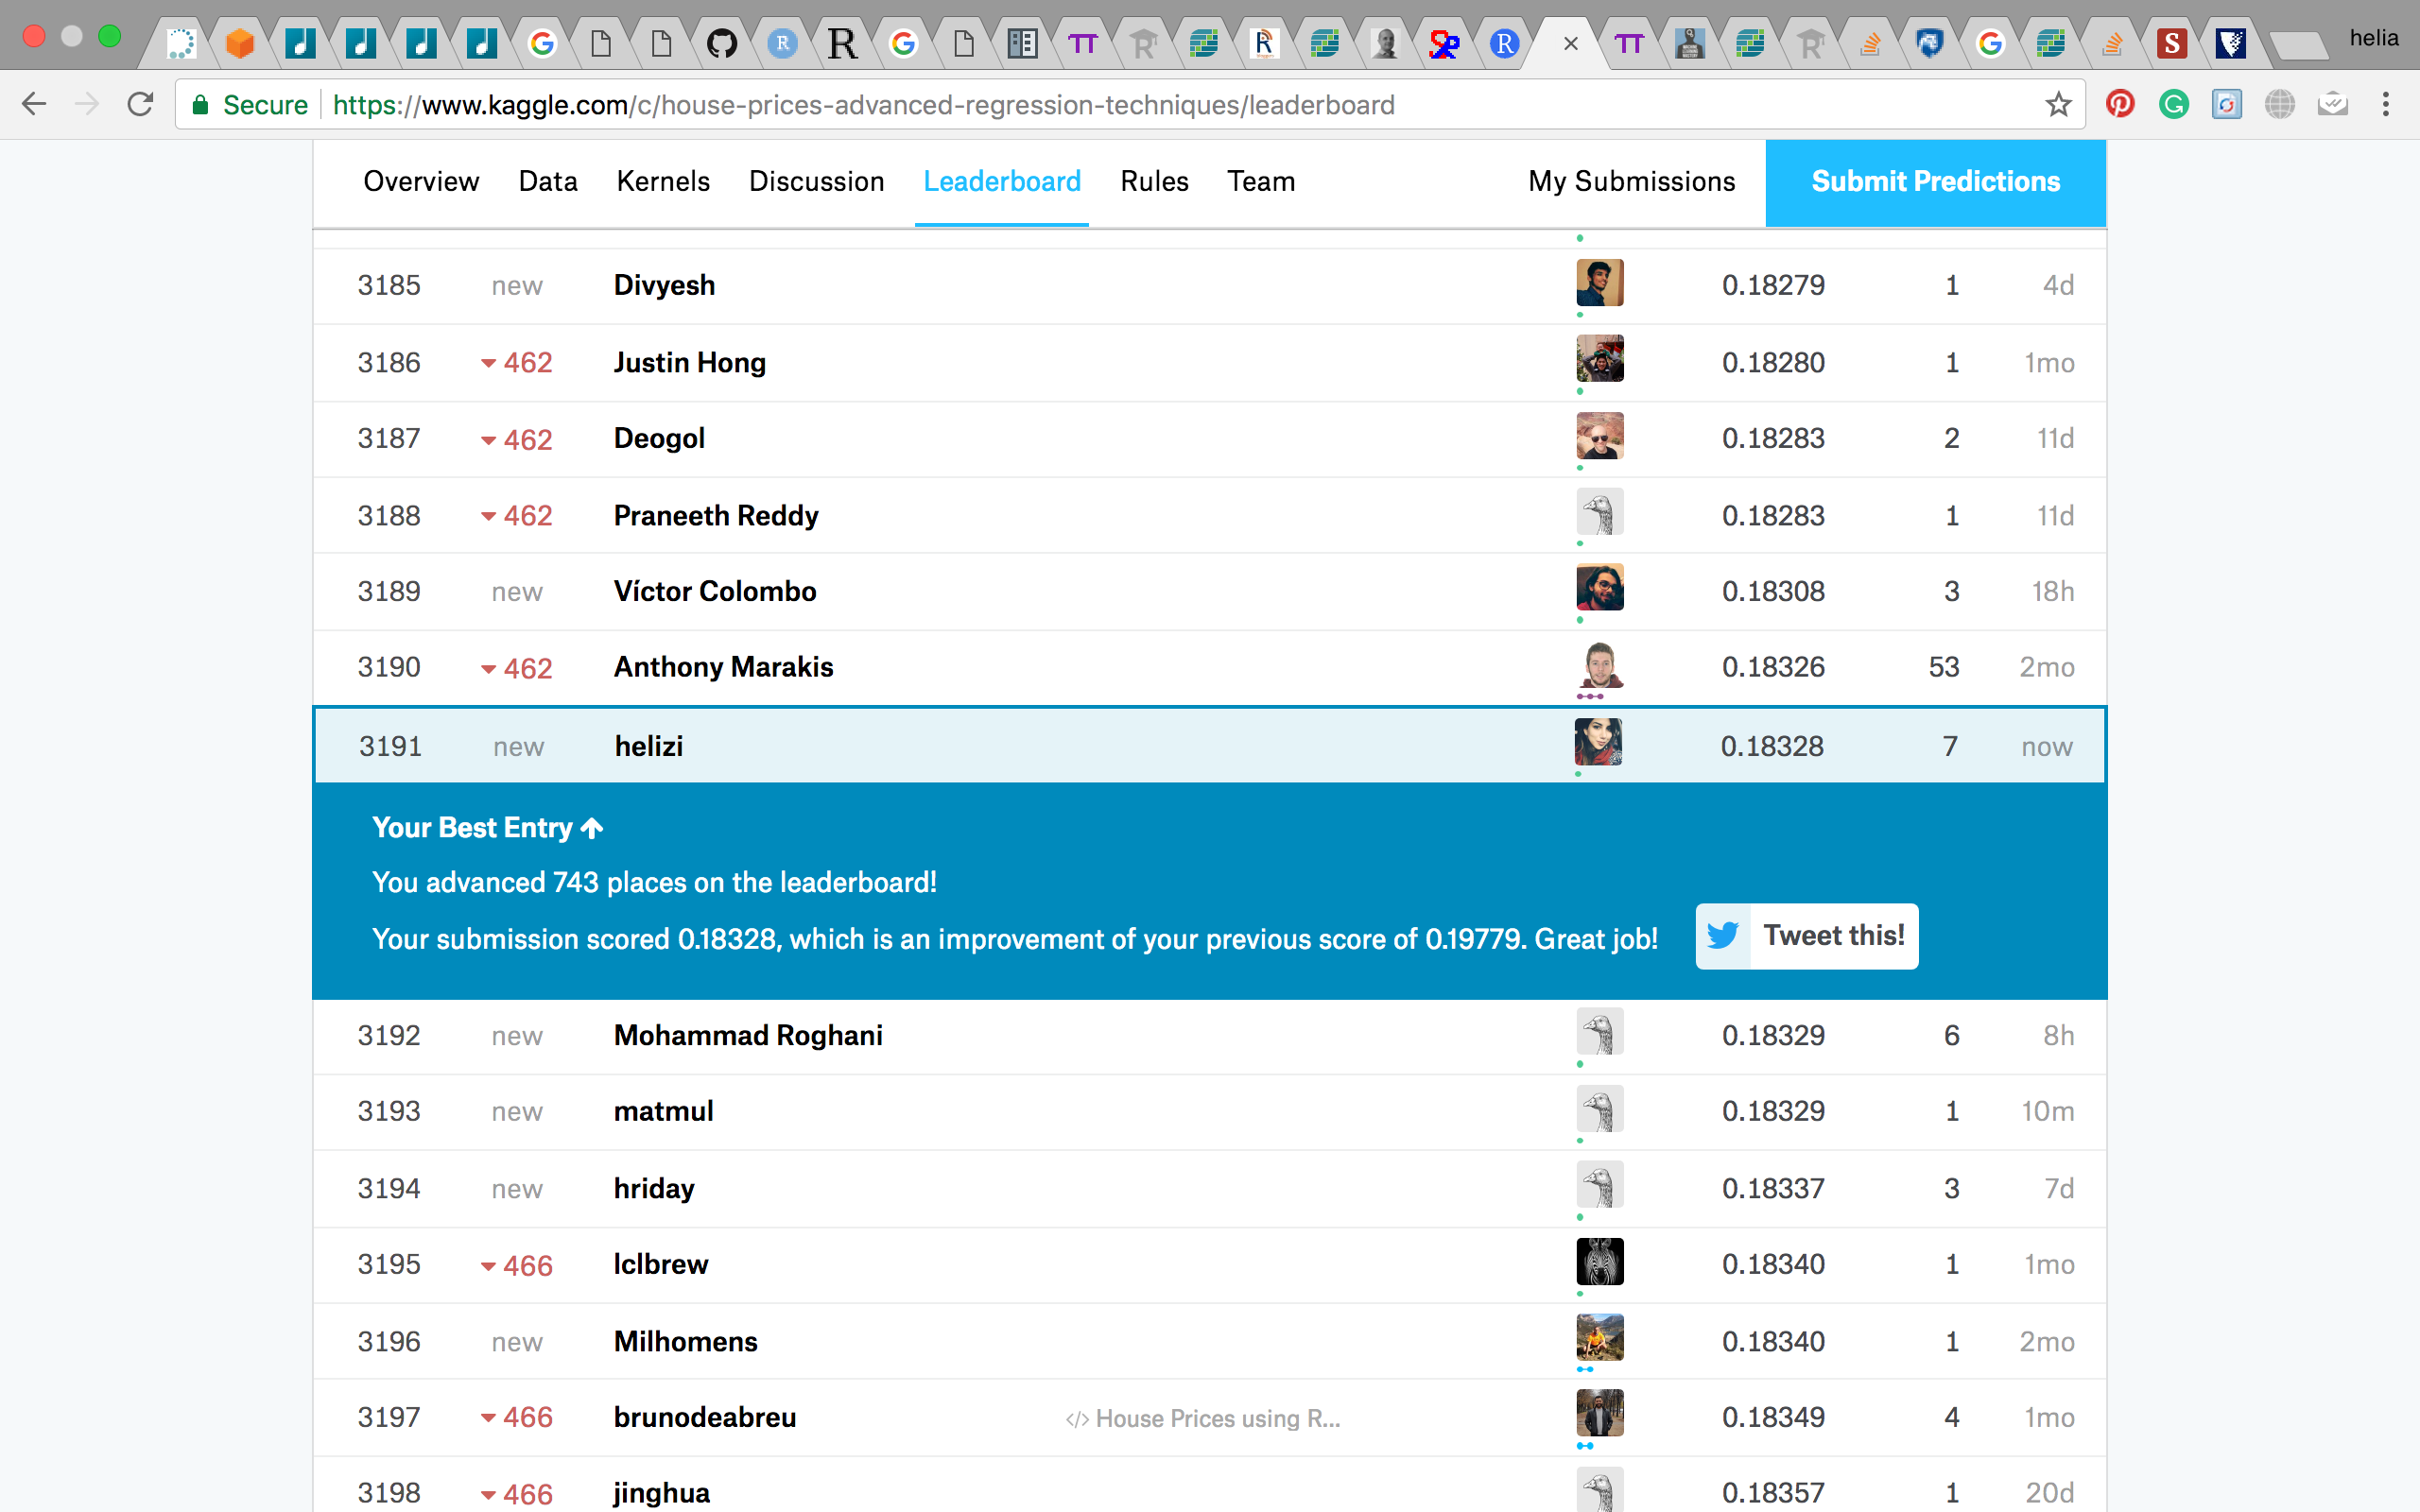 helia
Secure https://www.kaggle.com/c/house-prices-advanced-regression-techniques/leaderboard
Overview Data Kernels Discussion Leaderboard Rules Team My Submissions Submit Predictions
3185 new Divyesh 0.18279 1 4d
3186 462 Justin Hong 0.18280 1 1mo
3187 462 Deogol 0.18283 2 11d
3188 462 Praneeth Reddy 0.18283 1 11d
3189 new Víctor Colombo 0.18308 3 18h
3190 462 Anthony Marakis 0.18326 53 2mo
3191 new helizi 0.18328 7 now
Your Best Entry
You advanced 743 places on the leaderboard!
Your submission scored 0.18328, which is an improvement of your previous score of 0.19779. Great job! Tweet this!
3192 new Mohammad Roghani 0.18329 6 8h
3193 new matmul 0.18329 1 10m
3194 new hriday 0.18337 3 7d
3195 466 lclbrew 0.18340 1 1mo
3196 new Milhomens 0.18340 1 2mo
3197 466 brunodeabreu </> House Prices using R... 0.18349 4 1mo
3198 466 jinghua 0.18357 1 20d